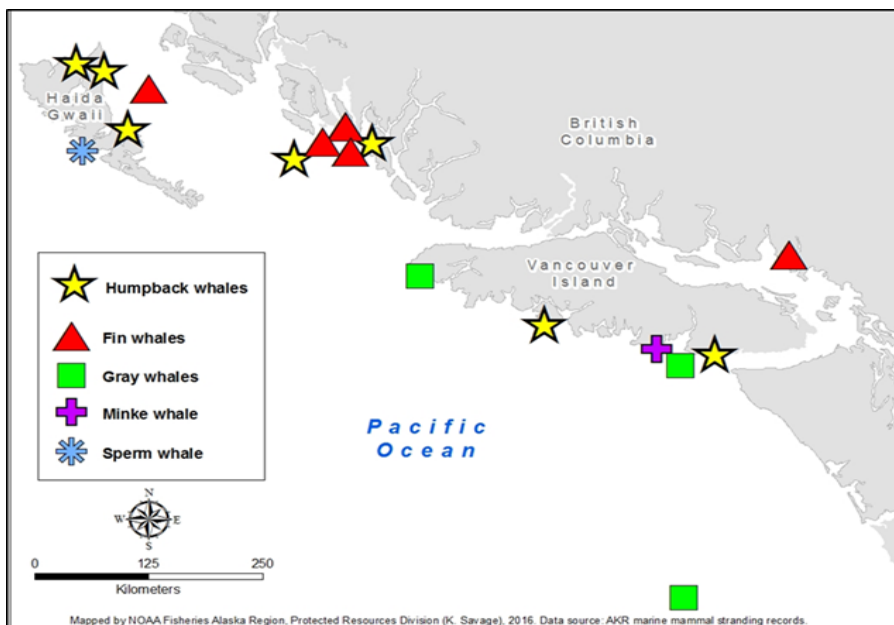 Haida
Gwaii
British
Columbia
Vancouver
Island
Humpback whales
Fin whales
Gray whales
Minke whale
Sperm whale
Pacific
Ocean
N
W E
S
0 125 250
Kilometers
Mapped by NOAA Fisheries Alaska Region, Protected Resources Division (K. Savage), 2016. Data source: AKR marine mammal stranding records.